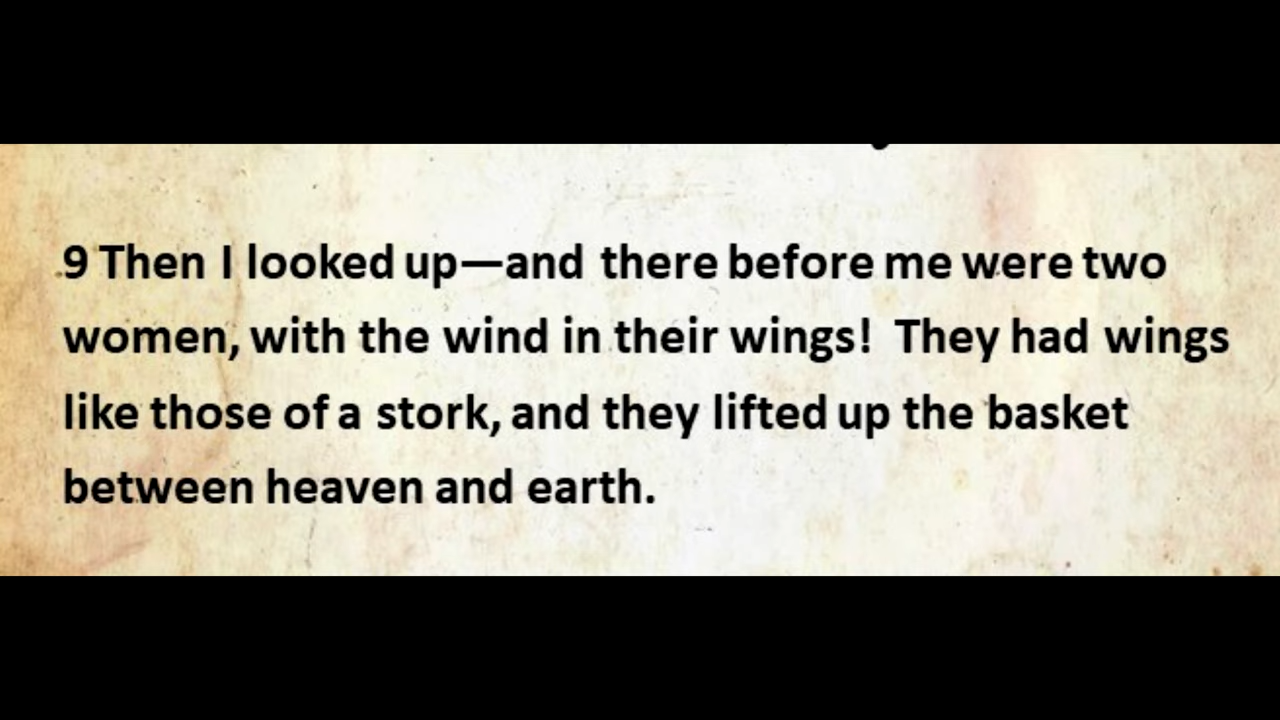 9 Then I looked up—and there before me were two
women, with the wind in their wings! They had wings
like those of a stork, and they lifted up the basket
between heaven and earth.